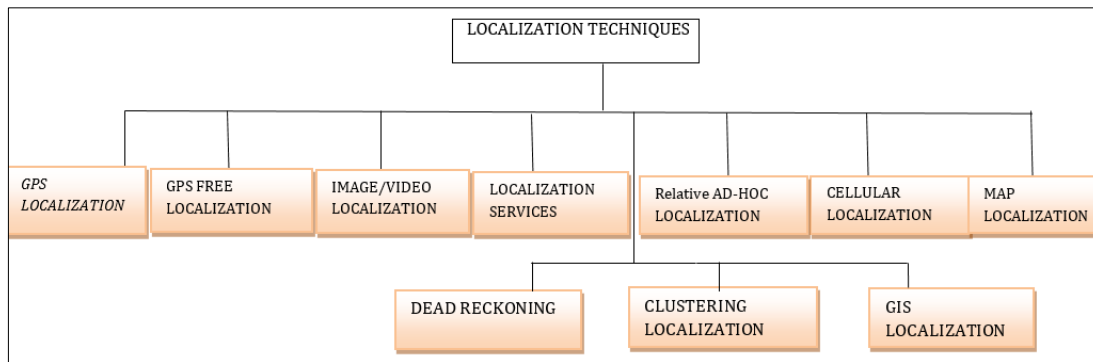 LOCALIZATION TECHNIQUES
GPS
LOCALIZATION
GPS FREE
LOCALIZATION
IMAGE/VIDEO
LOCALIZATION
LOCALIZATION
SERVICES
Relative AD-HOC
LOCALIZATION
CELLULAR
LOCALIZATION
MAP
LOCALIZATION
DEAD RECKONING
CLUSTERING
LOCALIZATION
GIS
LOCALIZATION